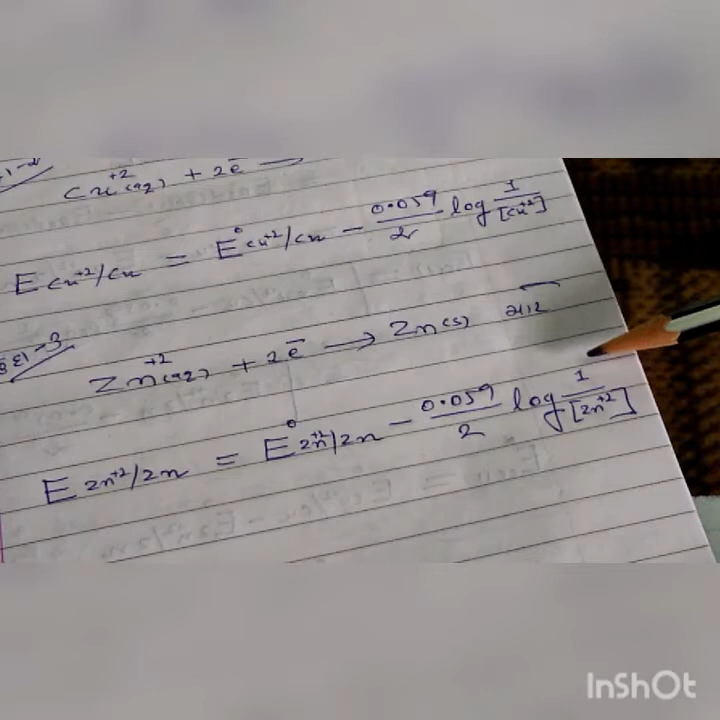 Cu⁺²(aq) + 2e⁻ →
E Cu⁺²/Cu = E° Cu⁺²/Cu − 0.059/2 log 1/[Cu⁺²]
Zn⁺²(aq) + 2e⁻ → Zn(s)
E Zn⁺²/Zn = E° Zn⁺²/Zn − 0.059/2 log 1/[Zn⁺²]
InShOt